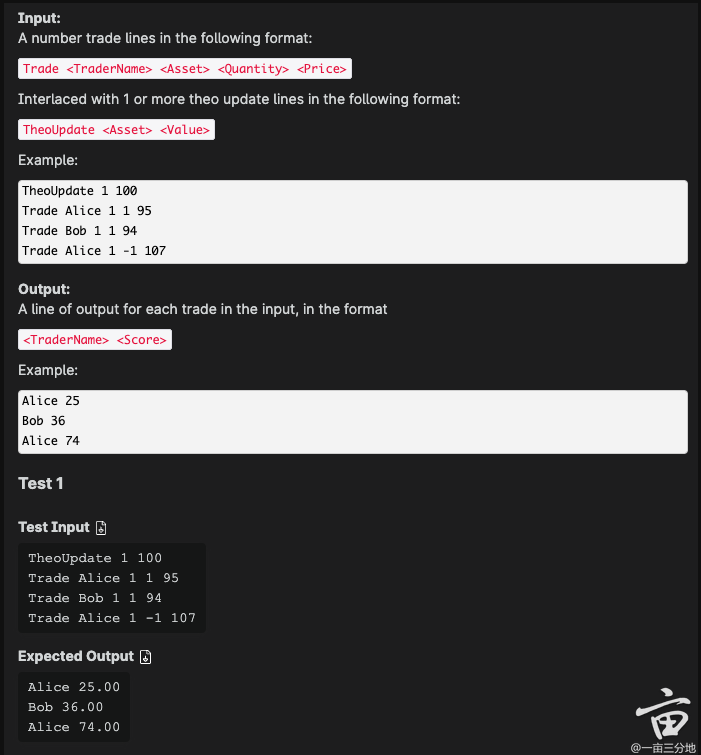 Input:
A number trade lines in the following format:
Trade <TraderName> <Asset> <Quantity> <Price>
Interlaced with 1 or more theo update lines in the following format:
TheoUpdate <Asset> <Value>
Example:
TheoUpdate 1 100
Trade Alice 1 1 95
Trade Bob 1 1 94
Trade Alice 1 -1 107
Output:
A line of output for each trade in the input, in the format
<TraderName> <Score>
Example:
Alice 25
Bob 36
Alice 74
Test 1
Test Input
TheoUpdate 1 100
Trade Alice 1 1 95
Trade Bob 1 1 94
Trade Alice 1 -1 107
Expected Output
Alice 25.00
Bob 36.00
Alice 74.00
亩
@一亩三分地